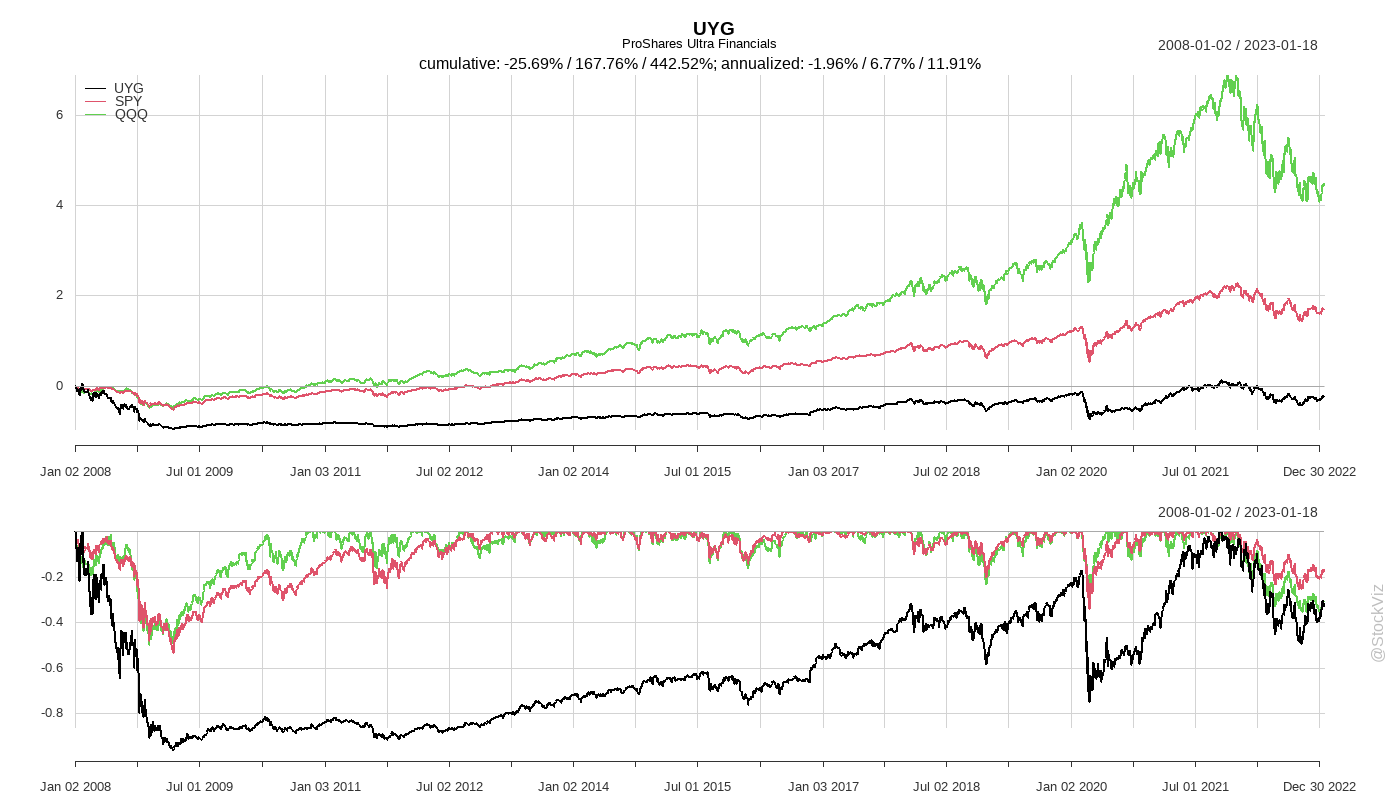 UYG
ProShares Ultra Financials
2008-01-02 / 2023-01-18
cumulative: -25.69% / 167.76% / 442.52%; annualized: -1.96% / 6.77% / 11.91%
UYG
SPY
QQQ
6
4
2
0
Jan 02 2008 Jul 01 2009 Jan 03 2011 Jul 02 2012 Jan 02 2014 Jul 01 2015 Jan 03 2017 Jul 02 2018 Jan 02 2020 Jul 01 2021 Dec 30 2022
2008-01-02 / 2023-01-18
-0.2
-0.4
-0.6
-0.8
Jan 02 2008 Jul 01 2009 Jan 03 2011 Jul 02 2012 Jan 02 2014 Jul 01 2015 Jan 03 2017 Jul 02 2018 Jan 02 2020 Jul 01 2021 Dec 30 2022
@StockViz